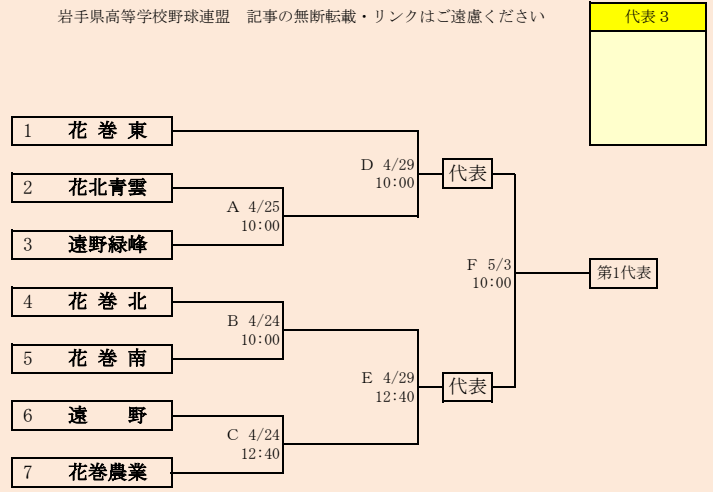 岩手県高等学校野球連盟　記事の無断転載・リンクはご遠慮ください
代表３
1 花 巻 東
D 4/29
10:00
代表
2 花北青雲
A 4/25
10:00
3 遠野緑峰
F 5/3
10:00
第1代表
4 花 巻 北
B 4/24
10:00
5 花 巻 南
E 4/29
12:40
代表
6 遠 野
C 4/24
12:40
7 花巻農業